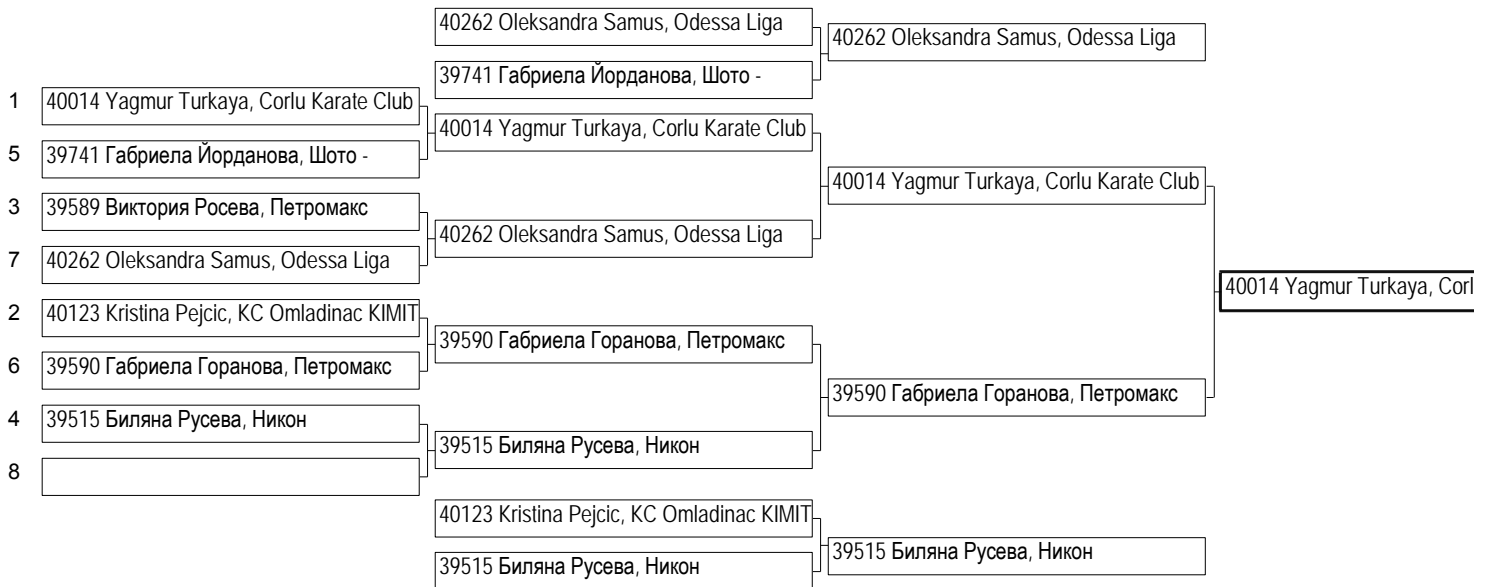 40262 Oleksandra Samus, Odessa Liga
40262 Oleksandra Samus, Odessa Liga
39741 Габриела Йорданова, Шото -
1 40014 Yagmur Turkaya, Corlu Karate Club
40014 Yagmur Turkaya, Corlu Karate Club
5 39741 Габриела Йорданова, Шото -
40014 Yagmur Turkaya, Corlu Karate Club
3 39589 Виктория Росева, Петромакс
40262 Oleksandra Samus, Odessa Liga
7 40262 Oleksandra Samus, Odessa Liga
40014 Yagmur Turkaya, Corl
2 40123 Kristina Pejcic, KC Omladinac KIMIT
39590 Габриела Горанова, Петромакс
6 39590 Габриела Горанова, Петромакс
39590 Габриела Горанова, Петромакс
4 39515 Биляна Русева, Никон
39515 Биляна Русева, Никон
8
40123 Kristina Pejcic, KC Omladinac KIMIT
39515 Биляна Русева, Никон
39515 Биляна Русева, Никон